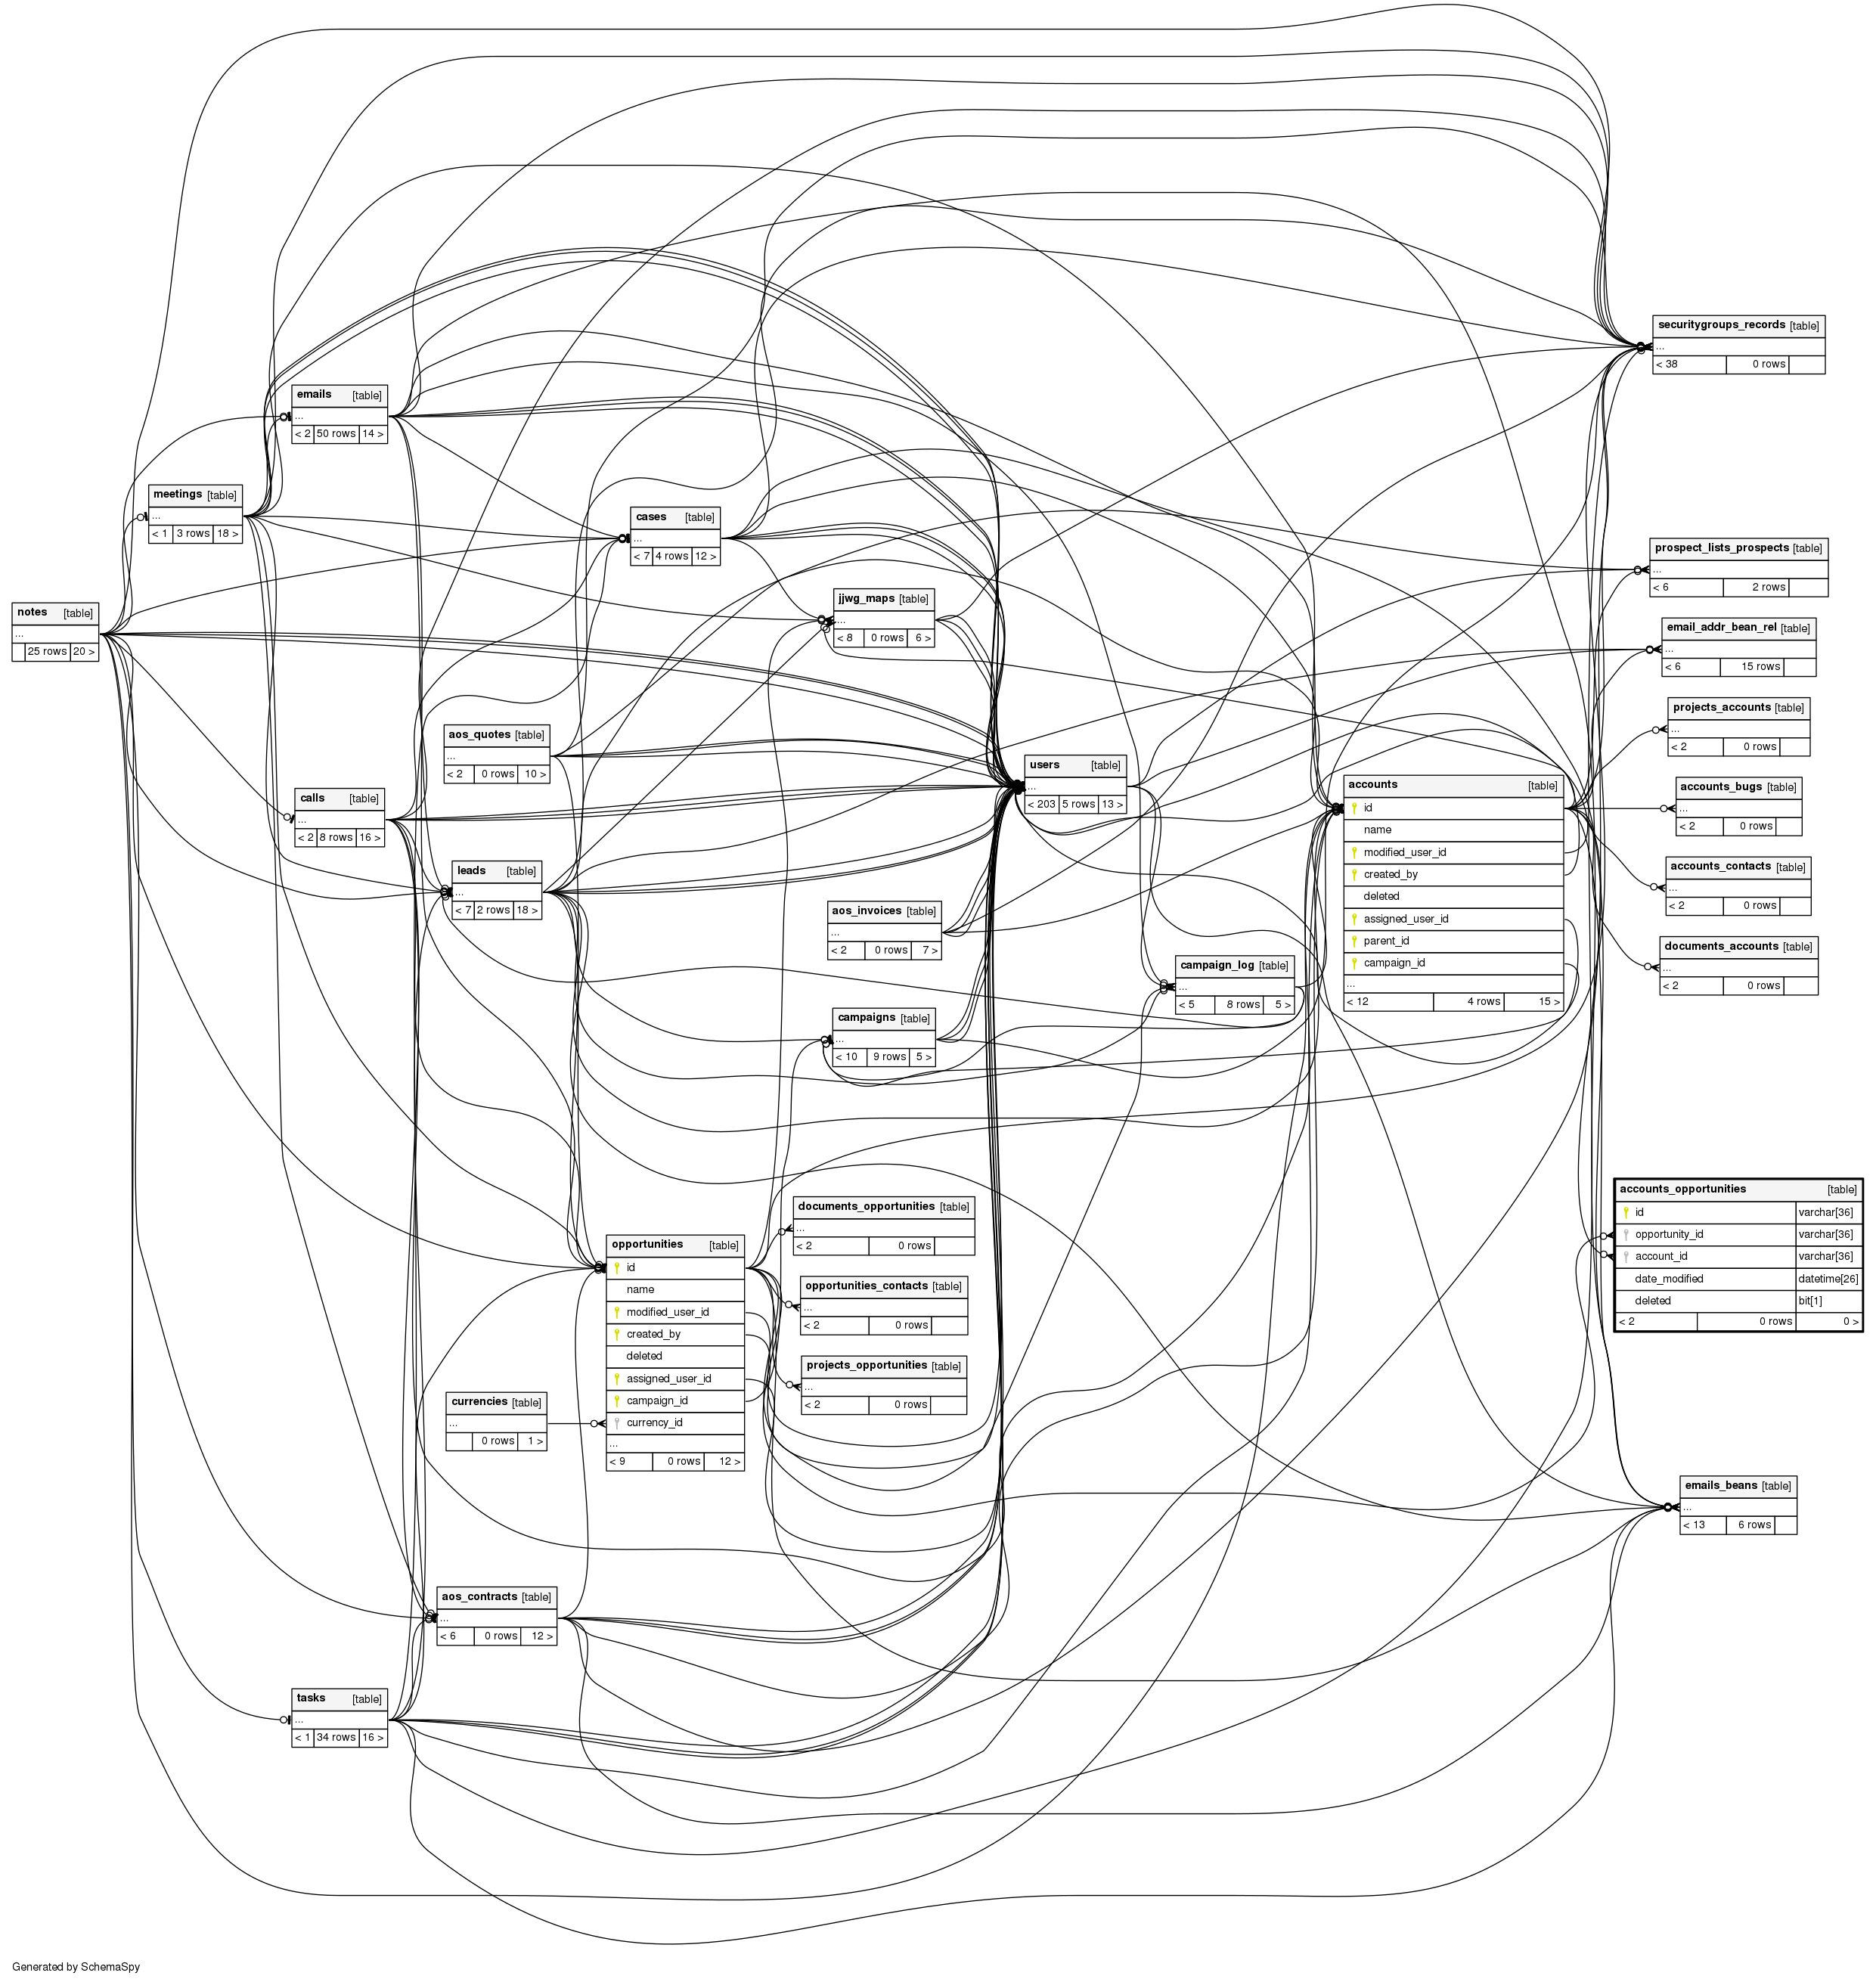 securitygroups_records [table]
...
< 38 0 rows
emails [table]
...
< 2 50 rows 14 >
meetings [table]
...
< 1 3 rows 18 >
cases [table]
...
< 7 4 rows 12 >
prospect_lists_prospects [table]
...
< 6 2 rows
jjwg_maps [table]
...
< 8 0 rows 6 >
notes [table]
...
25 rows 20 >
email_addr_bean_rel [table]
...
< 6 15 rows
projects_accounts [table]
...
< 2 0 rows
aos_quotes [table]
...
< 2 0 rows 10 >
users [table]
...
< 203 5 rows 13 >
accounts [table]
id
name
modified_user_id
created_by
deleted
assigned_user_id
parent_id
campaign_id
...
< 12 4 rows 15 >
accounts_bugs [table]
...
< 2 0 rows
calls [table]
...
< 2 8 rows 16 >
leads [table]
...
< 7 2 rows 18 >
accounts_contacts [table]
...
< 2 0 rows
aos_invoices [table]
...
< 2 0 rows 7 >
documents_accounts [table]
...
< 2 0 rows
campaign_log [table]
...
< 5 8 rows 5 >
campaigns [table]
...
< 10 9 rows 5 >
accounts_opportunities [table]
id varchar[36]
opportunity_id varchar[36]
account_id varchar[36]
date_modified datetime[26]
deleted bit[1]
< 2 0 rows 0 >
documents_opportunities [table]
...
< 2 0 rows
opportunities [table]
id
name
modified_user_id
created_by
deleted
assigned_user_id
campaign_id
currency_id
...
< 9 0 rows 12 >
opportunities_contacts [table]
...
< 2 0 rows
projects_opportunities [table]
...
< 2 0 rows
currencies [table]
...
0 rows 1 >
emails_beans [table]
...
< 13 6 rows
aos_contracts [table]
...
< 6 0 rows 12 >
tasks [table]
...
< 1 34 rows 16 >
Generated by SchemaSpy